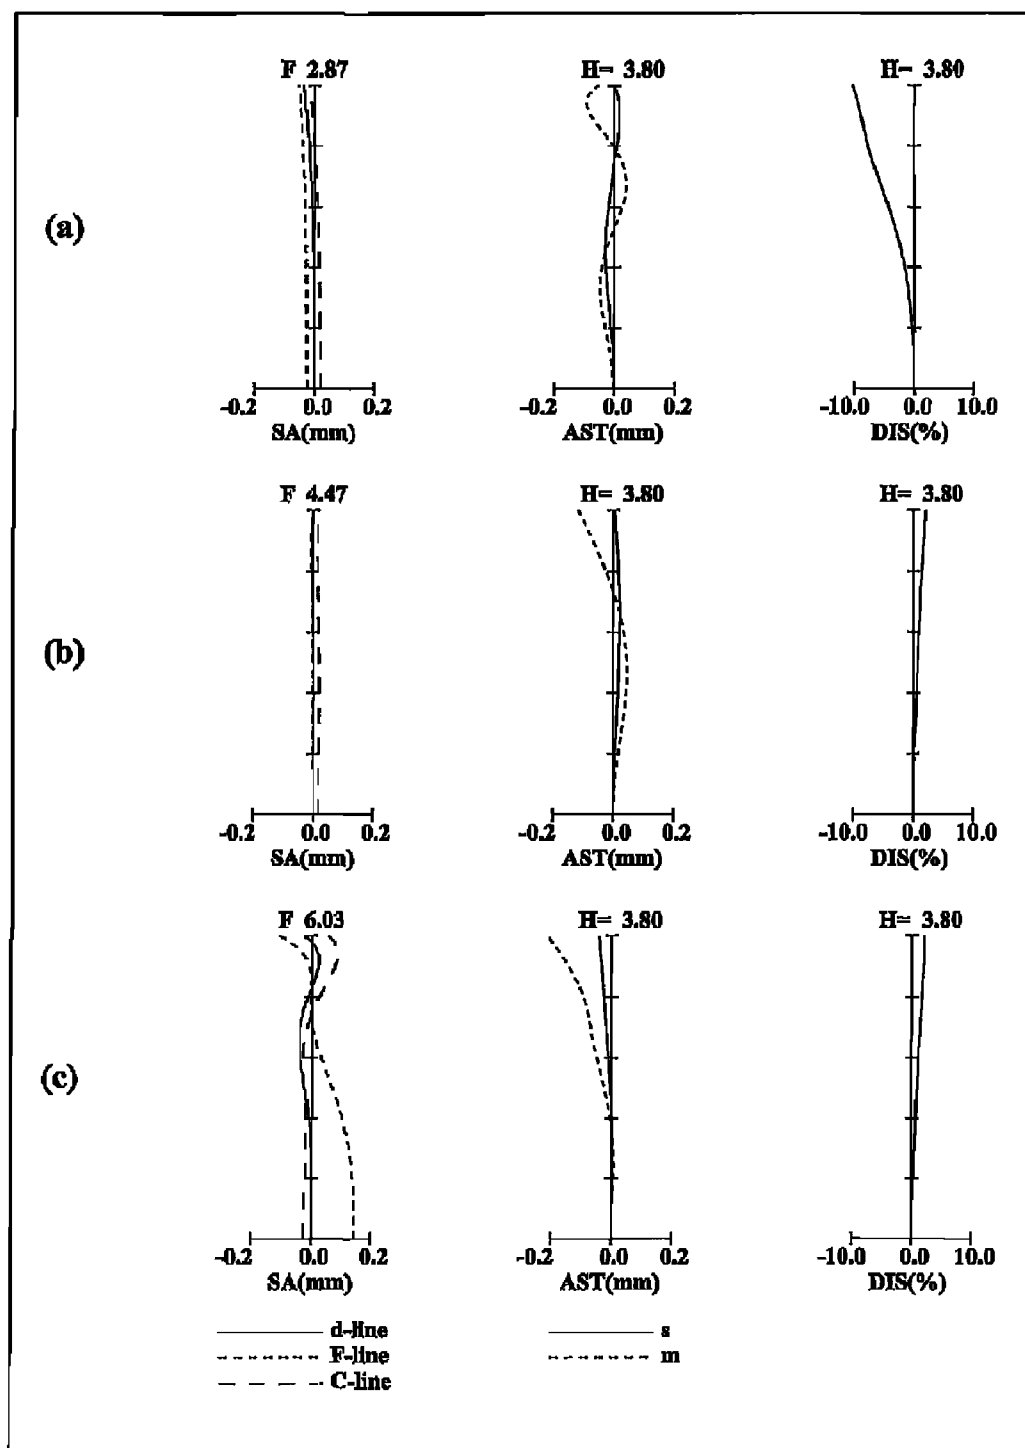 F 2.87 H= 3.80 H= 3.80
(a)
-0.2 0.0 0.2 -0.2 0.0 0.2 -10.0 0.0 10.0
SA(mm) AST(mm) DIS(%)
F 4.47 H= 3.80 H= 3.80
(b)
-0.2 0.0 0.2 -0.2 0.0 0.2 -10.0 0.0 10.0
SA(mm) AST(mm) DIS(%)
F 6.03 H= 3.80 H= 3.80
(c)
-0.2 0.0 0.2 -0.2 0.0 0.2 -10.0 0.0 10.0
SA(mm) AST(mm) DIS(%)
d-line s
F-line m
C-line